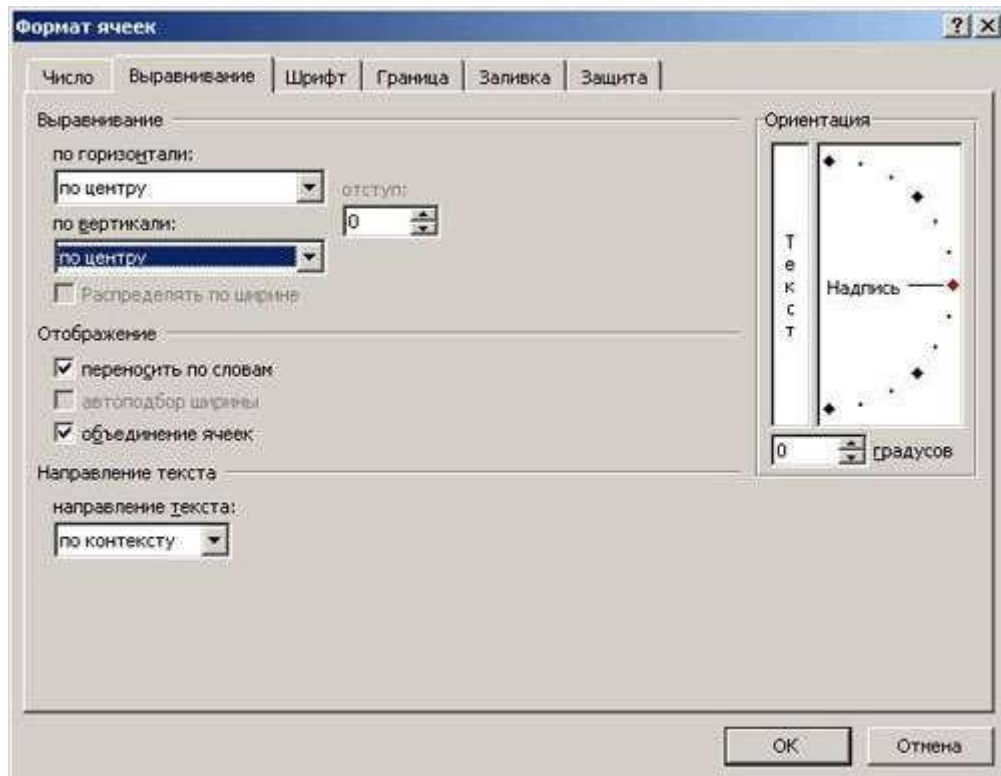 Формат ячеек
Число Выравнивание Шрифт Граница Заливка Защита
Выравнивание
по горизонтали:
по центру
отступ:
0
по вертикали:
по центру
Распределять по ширине
Отображение
переносить по словам
автоподбор ширины
объединение ячеек
Направление текста
направление текста:
по контексту
Ориентация
Текст
Надпись
0 градусов
OK Отмена